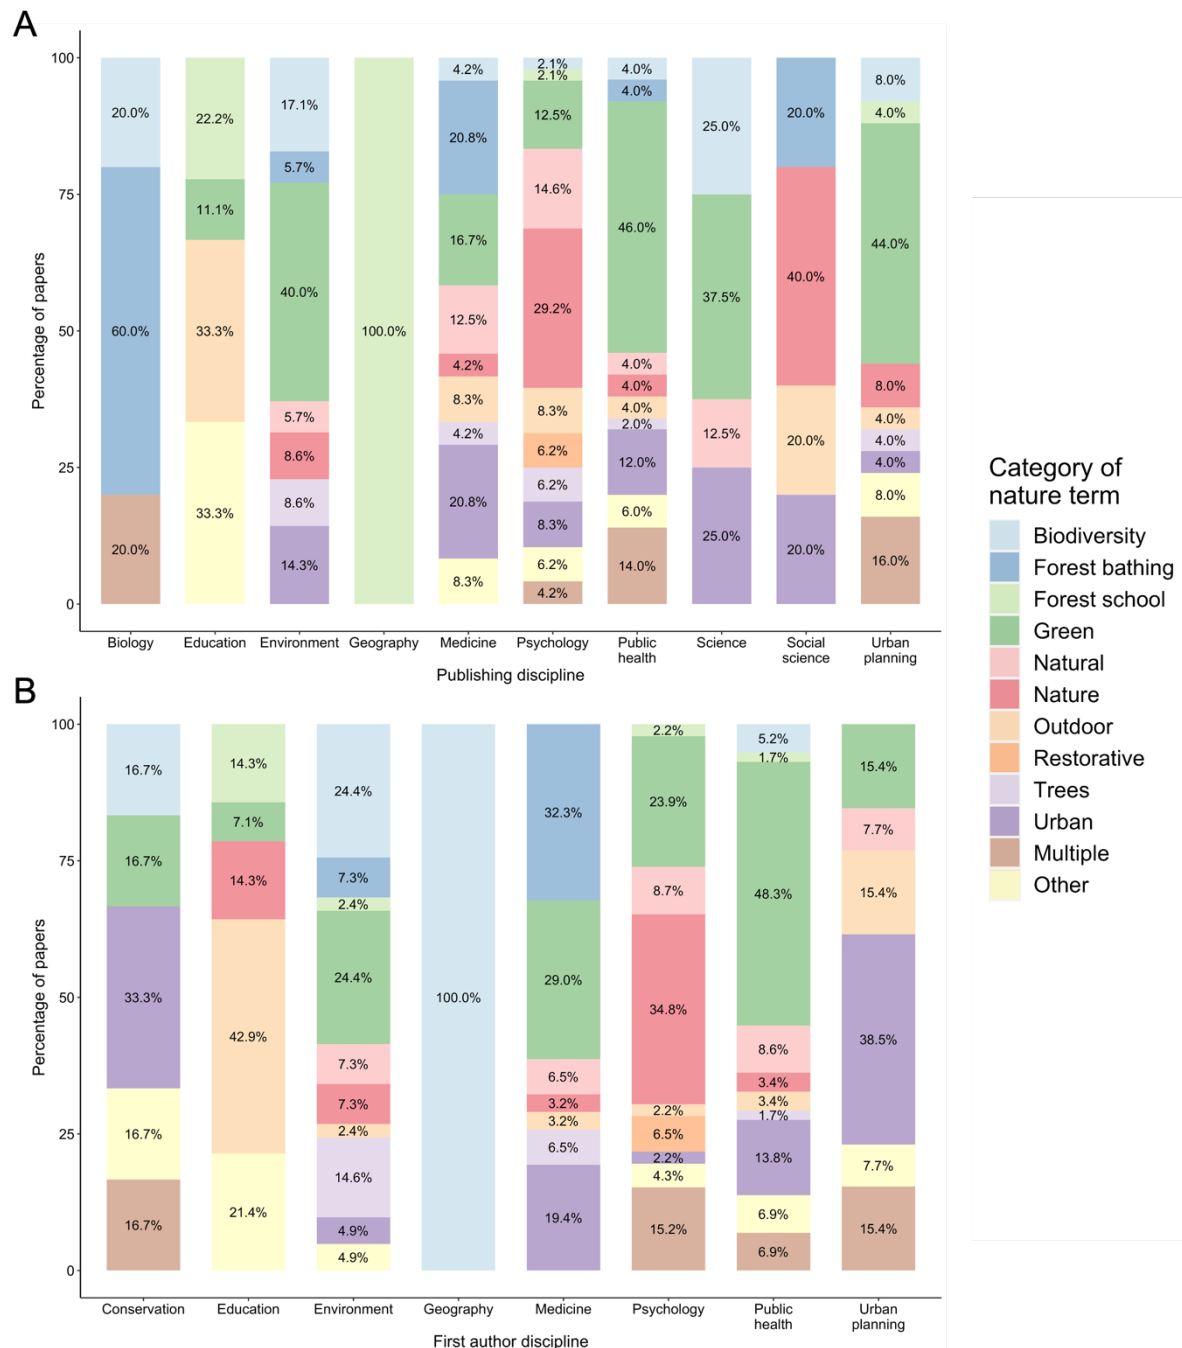 A
100
75
50
25
0
Percentage of papers
20.0%
60.0%
20.0%
22.2%
11.1%
33.3%
33.3%
17.1%
5.7%
40.0%
5.7%
8.6%
8.6%
14.3%
100.0%
4.2%
20.8%
16.7%
12.5%
4.2%
8.3%
4.2%
20.8%
8.3%
2.1%
2.1%
12.5%
14.6%
29.2%
8.3%
6.2%
6.2%
8.3%
6.2%
4.2%
4.0%
4.0%
46.0%
4.0%
4.0%
4.0%
2.0%
12.0%
6.0%
14.0%
25.0%
37.5%
12.5%
25.0%
20.0%
40.0%
20.0%
20.0%
8.0%
4.0%
44.0%
8.0%
4.0%
4.0%
4.0%
8.0%
16.0%
Biology
Education
Environment
Geography
Medicine
Psychology
Public
health
Science
Social
science
Urban
planning
Publishing discipline
B
100
75
50
25
0
Percentage of papers
16.7%
16.7%
33.3%
16.7%
16.7%
14.3%
7.1%
14.3%
42.9%
21.4%
24.4%
7.3%
2.4%
24.4%
7.3%
7.3%
2.4%
14.6%
4.9%
4.9%
100.0%
32.3%
29.0%
6.5%
3.2%
3.2%
6.5%
19.4%
2.2%
23.9%
8.7%
34.8%
2.2%
6.5%
2.2%
4.3%
15.2%
5.2%
1.7%
48.3%
8.6%
3.4%
3.4%
1.7%
13.8%
6.9%
6.9%
15.4%
7.7%
15.4%
38.5%
7.7%
15.4%
Conservation
Education
Environment
Geography
Medicine
Psychology
Public
health
Urban
planning
First author discipline
Category of
nature term
Biodiversity
Forest bathing
Forest school
Green
Natural
Nature
Outdoor
Restorative
Trees
Urban
Multiple
Other